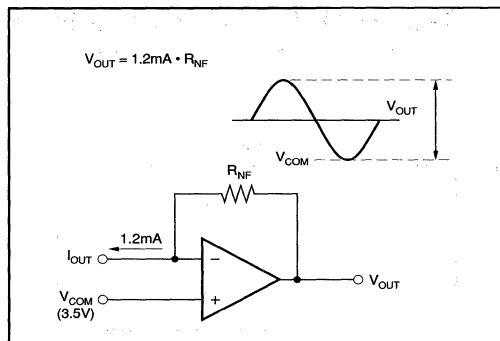 V_OUT = 1.2mA • R_NF
V_OUT
V_COM
R_NF
1.2mA
I_OUT
−
V_COM
(3.5V)
+
V_OUT